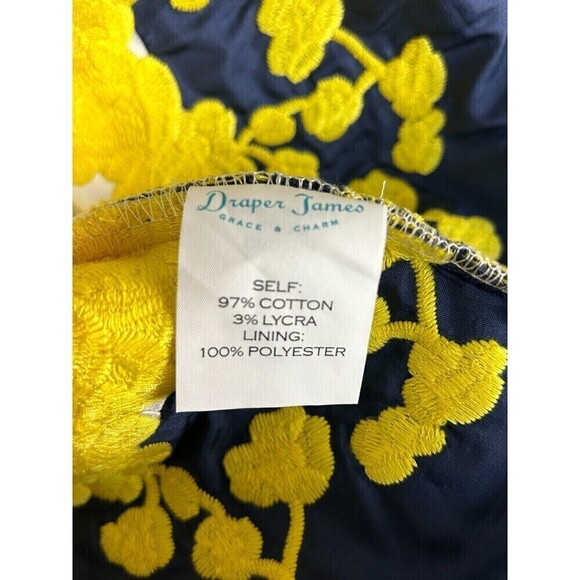 Draper James
GRACE & CHARM
SELF:
97% COTTON
3% LYCRA
LINING:
100% POLYESTER